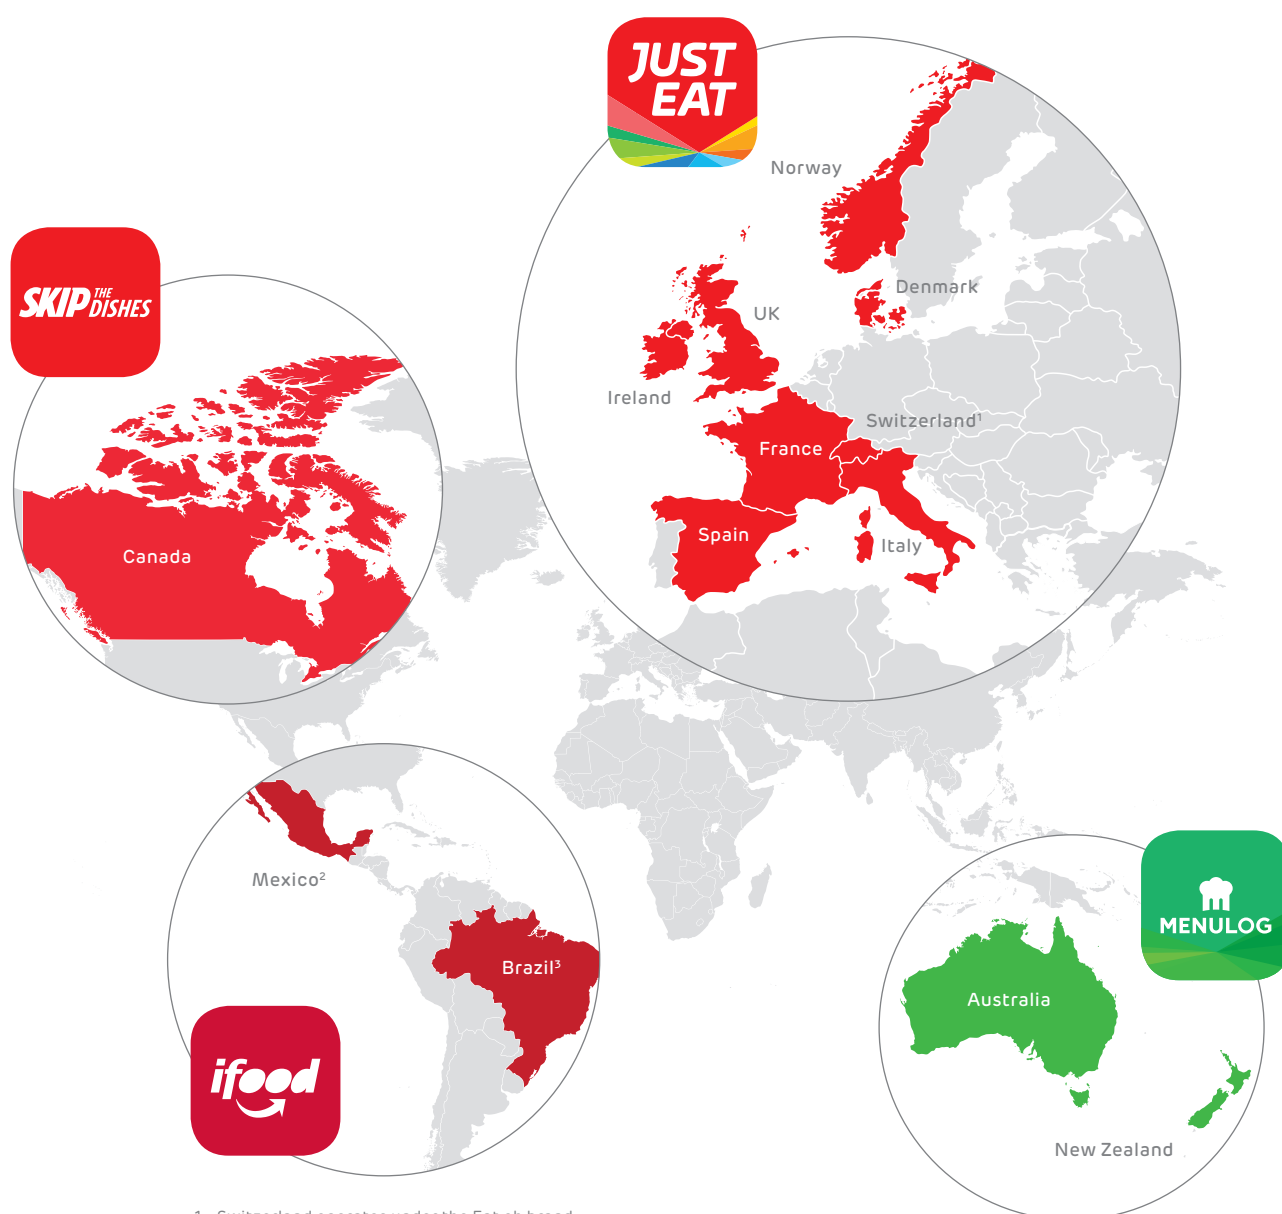 JUST
EAT
Norway
Denmark
UK
Ireland
Switzerland¹
France
Spain
Italy
SKIP THE DISHES
Canada
Mexico²
Brazil³
ifood
MENULOG
Australia
New Zealand